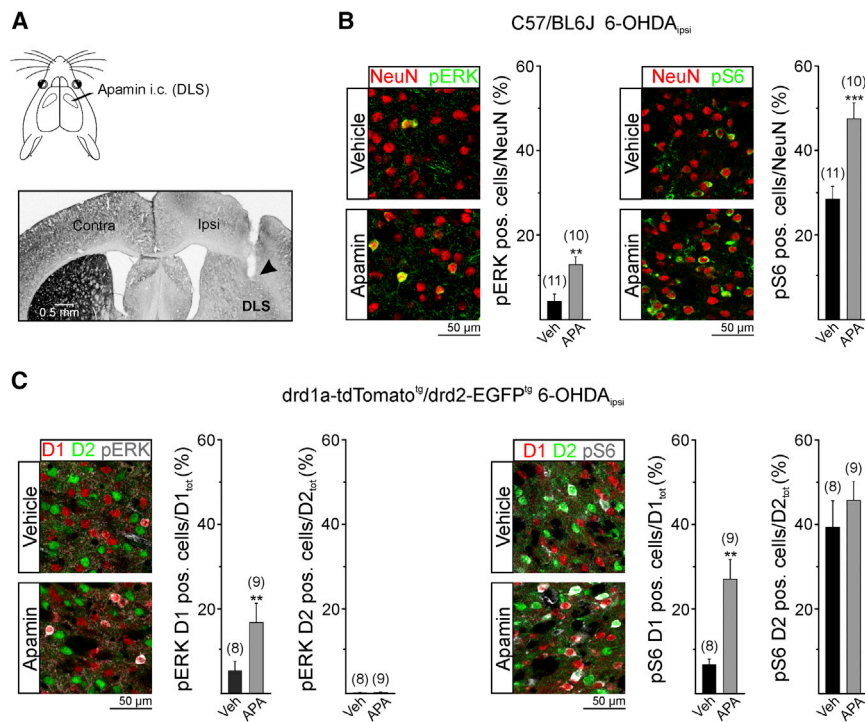 A
Apamin i.c. (DLS)
Contra
Ipsi
0.5 mm
DLS
B
C57/BL6J 6-OHDAipsi
NeuN pERK
Vehicle
Apamin
50 µm
pERK pos. cells/NeuN (%)
60
40
20
(11)
(10)
**
Veh
APA
NeuN pS6
Vehicle
Apamin
50 µm
pS6 pos. cells/NeuN (%)
60
40
20
(11)
(10)
***
Veh
APA
C
drd1a-tdTomatotg/drd2-EGFPtg 6-OHDAipsi
D1 D2 pERK
Vehicle
Apamin
50 µm
pERK D1 pos. cells/D1tot (%)
60
40
20
(8)
(9)
**
Veh
APA
pERK D2 pos. cells/D2tot (%)
60
40
20
(8) (9)
Veh
APA
D1 D2 pS6
Vehicle
Apamin
50 µm
pS6 D1 pos. cells/D1tot (%)
60
40
20
(8)
(9)
**
Veh
APA
pS6 D2 pos. cells/D2tot (%)
60
40
20
(8)
(9)
Veh
APA